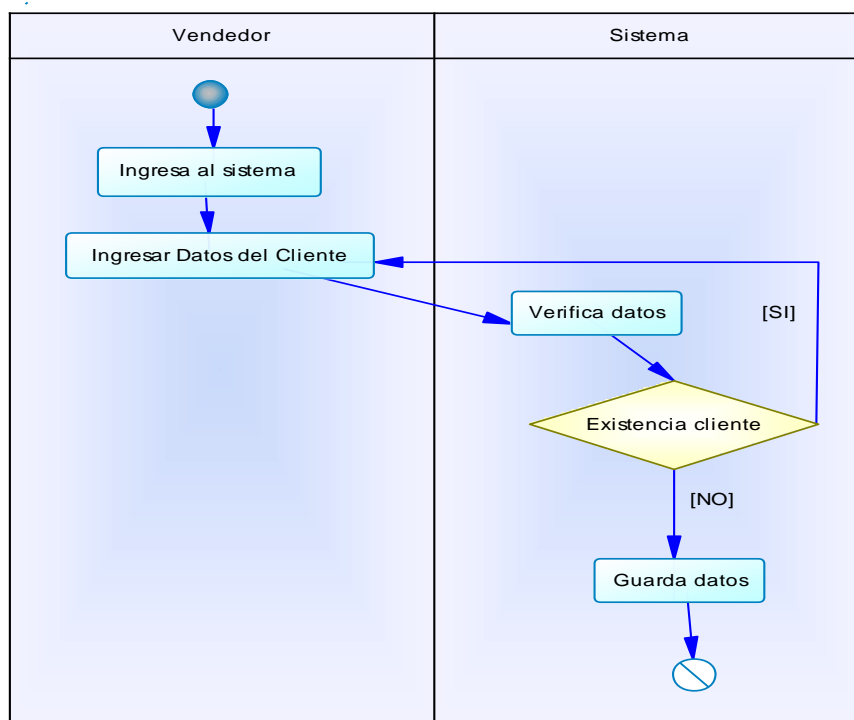 Vendedor
Sistema
Ingresa al sistema
Ingresar Datos del Cliente
Verifica datos
[SI]
Existencia cliente
[NO]
Guarda datos